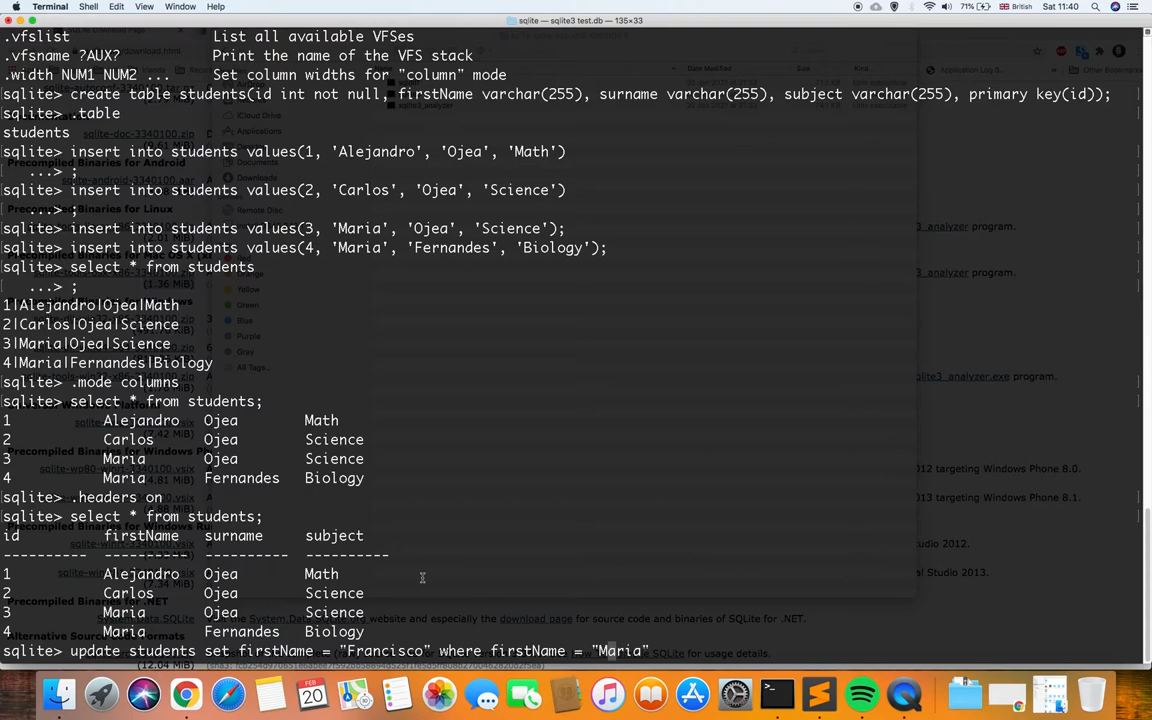 Terminal Shell Edit View Window Help 71% British Sat 11:40
sqlite — sqlite3 test.db — 135×33
.vfslist List all available VFSes
.vfsname ?AUX? Print the name of the VFS stack
.width NUM1 NUM2 ... Set column widths for "column" mode
sqlite> create table students(id int not null, firstName varchar(255), surname varchar(255), subject varchar(255), primary key(id));
sqlite> .table
students
sqlite> insert into students values(1, 'Alejandro', 'Ojea', 'Math')
...> ;
sqlite> insert into students values(2, 'Carlos', 'Ojea', 'Science')
...> ;
sqlite> insert into students values(3, 'Maria', 'Ojea', 'Science');
sqlite> insert into students values(4, 'Maria', 'Fernandes', 'Biology');
sqlite> select * from students
...> ;
1|Alejandro|Ojea|Math
2|Carlos|Ojea|Science
3|Maria|Ojea|Science
4|Maria|Fernandes|Biology
sqlite> .mode columns
sqlite> select * from students;
1 Alejandro Ojea Math
2 Carlos Ojea Science
3 Maria Ojea Science
4 Maria Fernandes Biology
sqlite> .headers on
sqlite> select * from students;
id firstName surname subject
---------- ---------- ---------- ----------
1 Alejandro Ojea Math
2 Carlos Ojea Science
3 Maria Ojea Science
4 Maria Fernandes Biology
sqlite> update students set firstName = "Francisco" where firstName = "Maria"
FEB
20